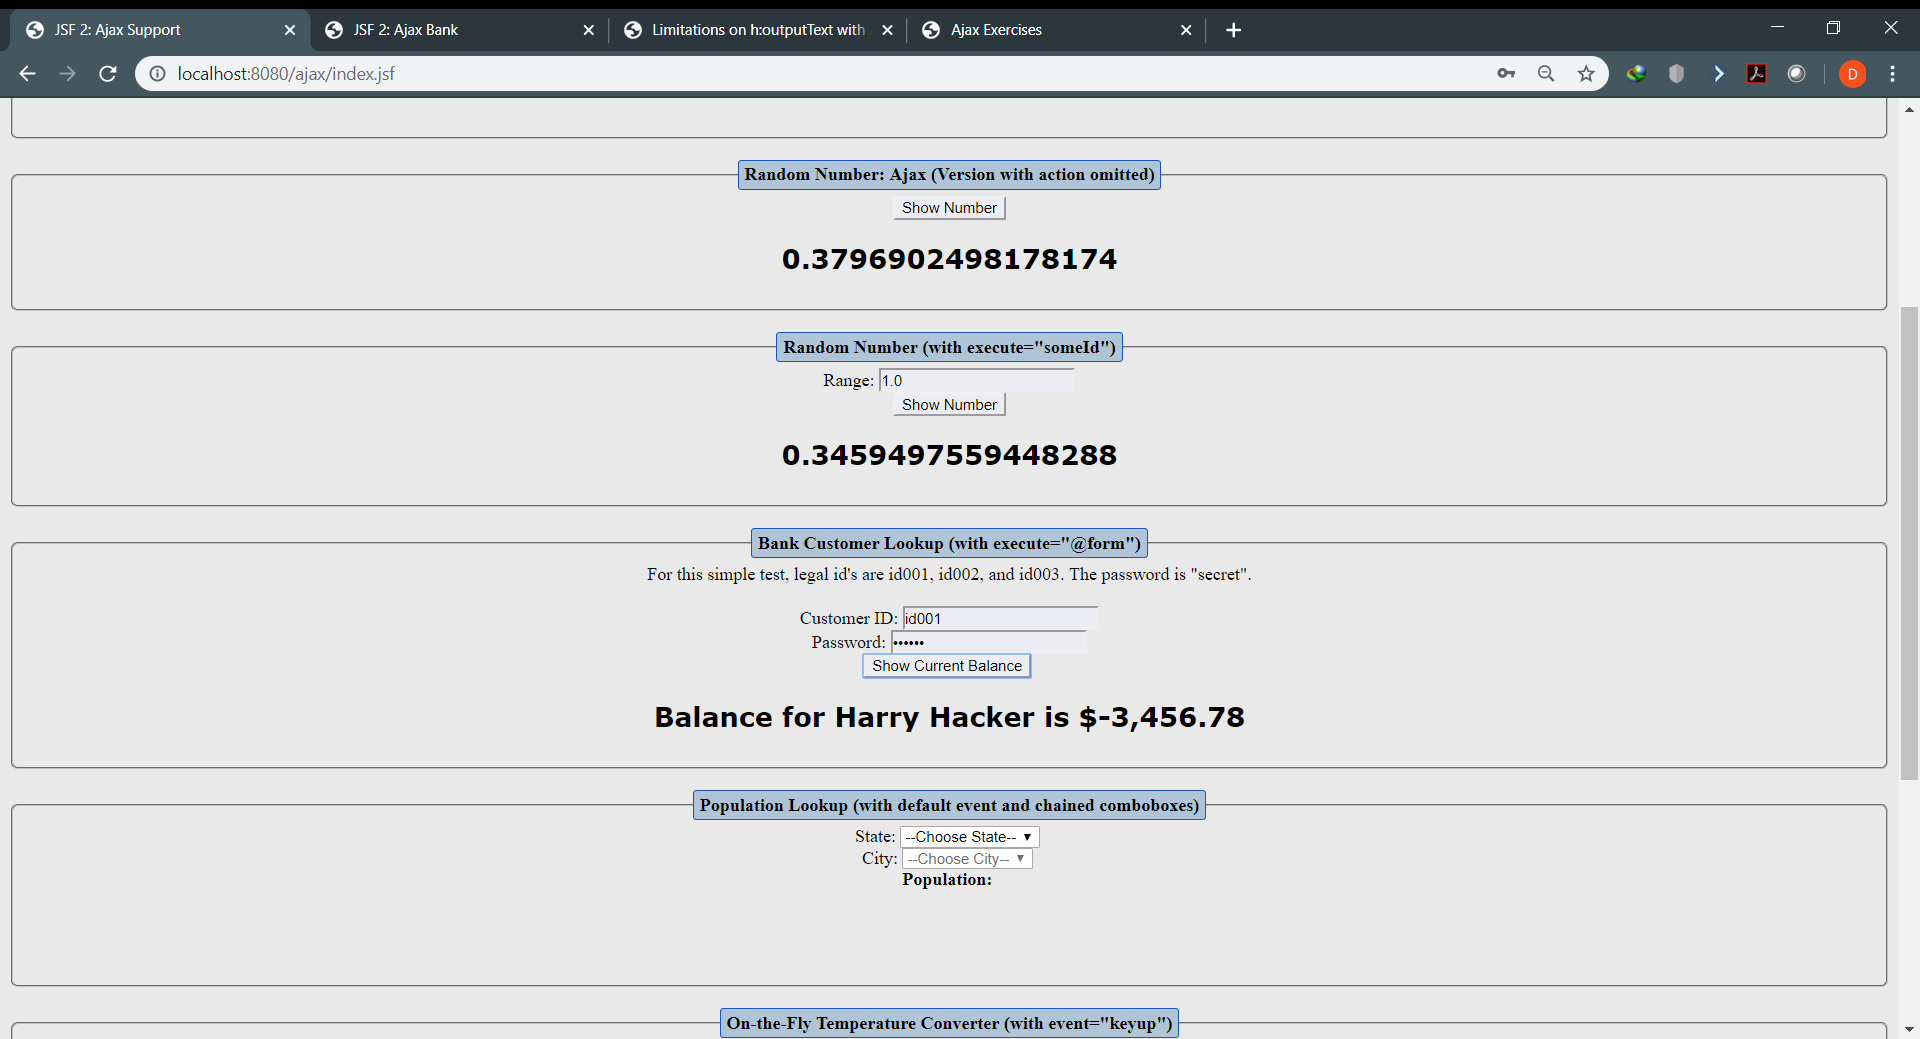 JSF 2: Ajax Support
JSF 2: Ajax Bank
Limitations on h:outputText with
Ajax Exercises
localhost:8080/ajax/index.jsf
D
Random Number: Ajax (Version with action omitted)
Show Number
0.3796902498178174
Random Number (with execute="someId")
Range: 1.0
Show Number
0.3459497559448288
Bank Customer Lookup (with execute="@form")
For this simple test, legal id's are id001, id002, and id003. The password is "secret".
Customer ID: id001
Password: ••••••
Show Current Balance
Balance for Harry Hacker is $-3,456.78
Population Lookup (with default event and chained comboboxes)
State: --Choose State--
City: --Choose City--
Population:
On-the-Fly Temperature Converter (with event="keyup")